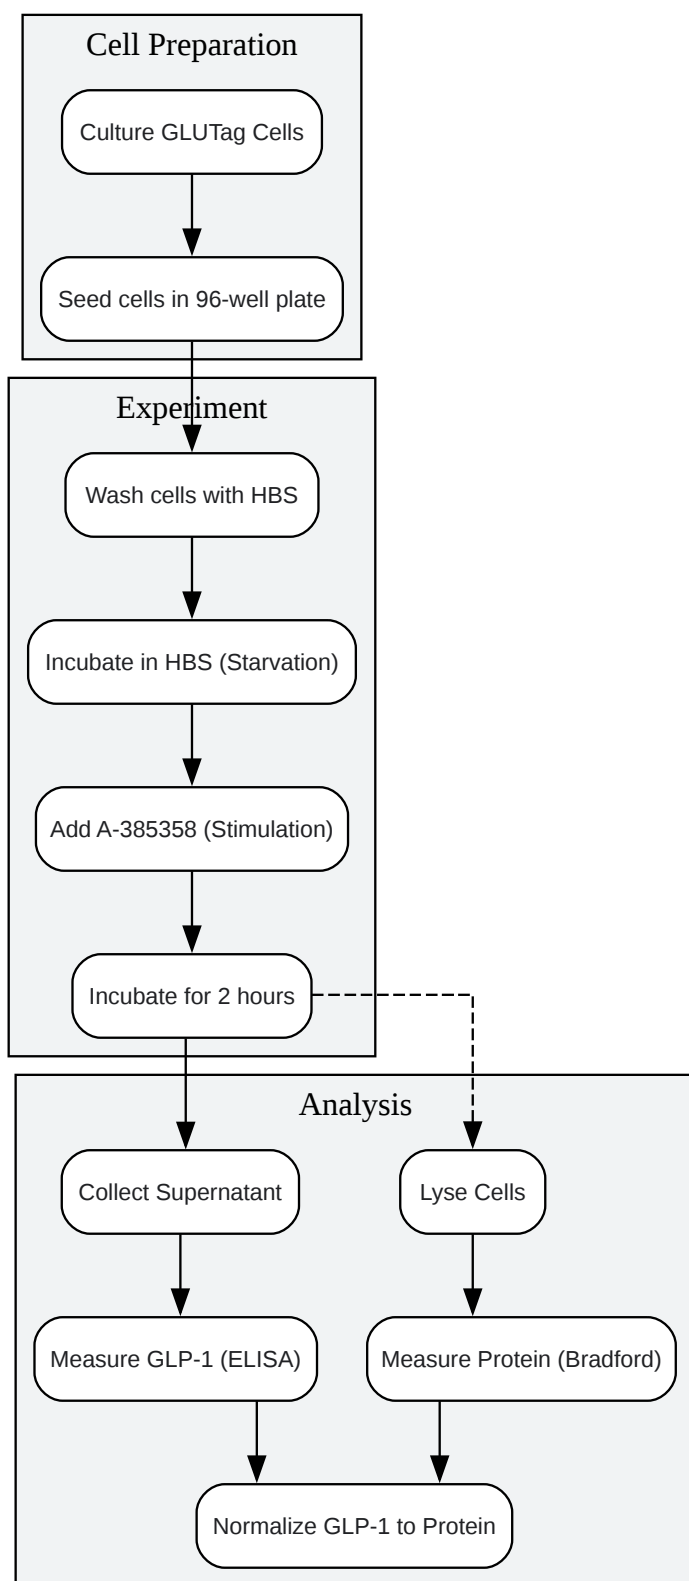 Cell Preparation
Culture GLUTag Cells
Seed cells in 96-well plate
Experiment
Wash cells with HBS
Incubate in HBS (Starvation)
Add A-385358 (Stimulation)
Incubate for 2 hours
Analysis
Collect Supernatant
Lyse Cells
Measure GLP-1 (ELISA)
Measure Protein (Bradford)
Normalize GLP-1 to Protein